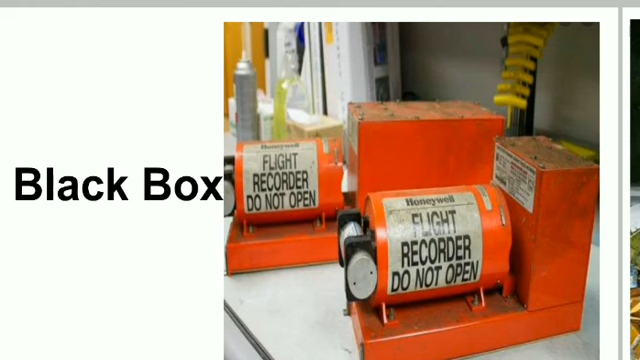 Black Box
Honeywell
FLIGHT
RECORDER
DO NOT OPEN
Honeywell
FLIGHT
RECORDER
DO NOT OPEN